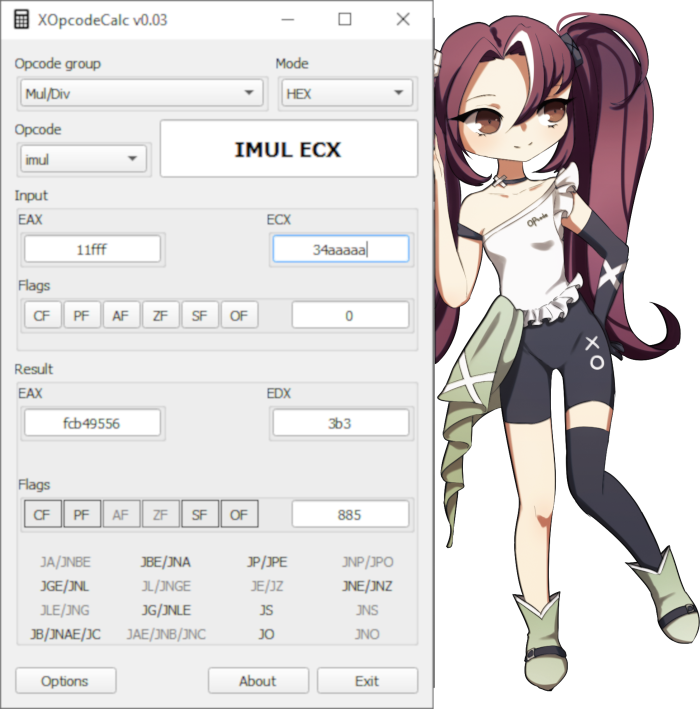 XOpcodeCalc v0.03
Opcode group Mode
Mul/Div HEX
Opcode
imul IMUL ECX
Input
EAX ECX
11fff 34aaaaa
Flags
CF PF AF ZF SF OF 0
Result
EAX EDX
fcb49556 3b3
Flags
CF PF AF ZF SF OF 885
JA/JNBE JBE/JNA JP/JPE JNP/JPO
JGE/JNL JL/JNGE JE/JZ JNE/JNZ
JLE/JNG JG/JNLE JS JNS
JB/JNAE/JC JAE/JNB/JNC JO JNO
Options About Exit
Opcode
X
O